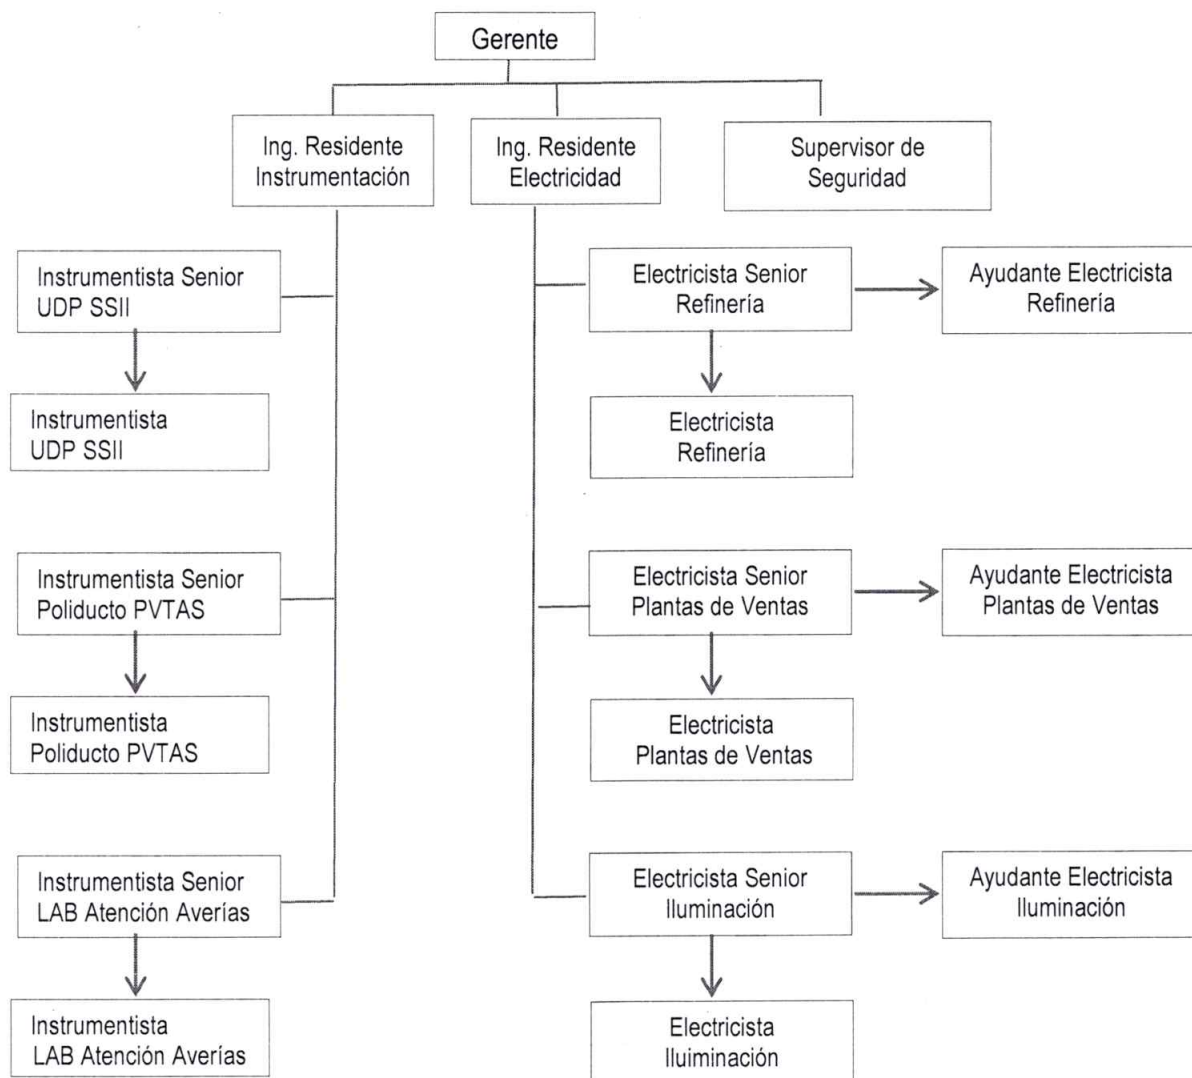 Gerente
Ing. Residente
Instrumentación
Ing. Residente
Electricidad
Supervisor de
Seguridad
Instrumentista Senior
UDP SSII
Electricista Senior
Refinería
Ayudante Electricista
Refinería
Instrumentista
UDP SSII
Electricista
Refinería
Instrumentista Senior
Poliducto PVTAS
Electricista Senior
Plantas de Ventas
Ayudante Electricista
Plantas de Ventas
Instrumentista
Poliducto PVTAS
Electricista
Plantas de Ventas
Instrumentista Senior
LAB Atención Averías
Electricista Senior
Iluminación
Ayudante Electricista
Iluminación
Instrumentista
LAB Atención Averías
Electricista
Iluiminación